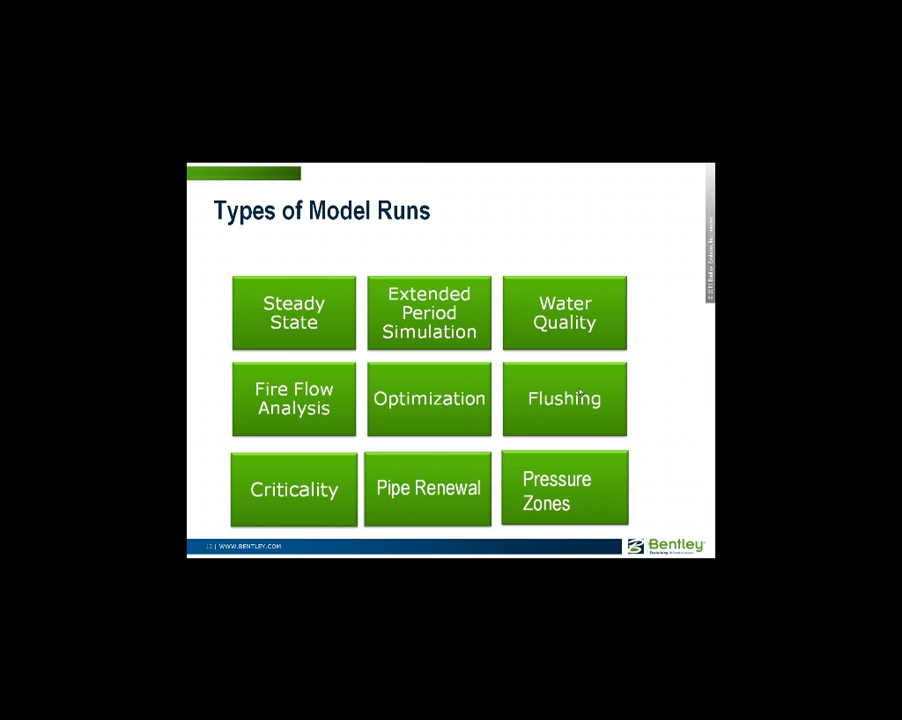 Types of Model Runs
Steady
State
Extended
Period
Simulation
Water
Quality
Fire Flow
Analysis
Optimization
Flushing
Criticality
Pipe Renewal
Pressure
Zones
12 | WWW.BENTLEY.COM
Bentley